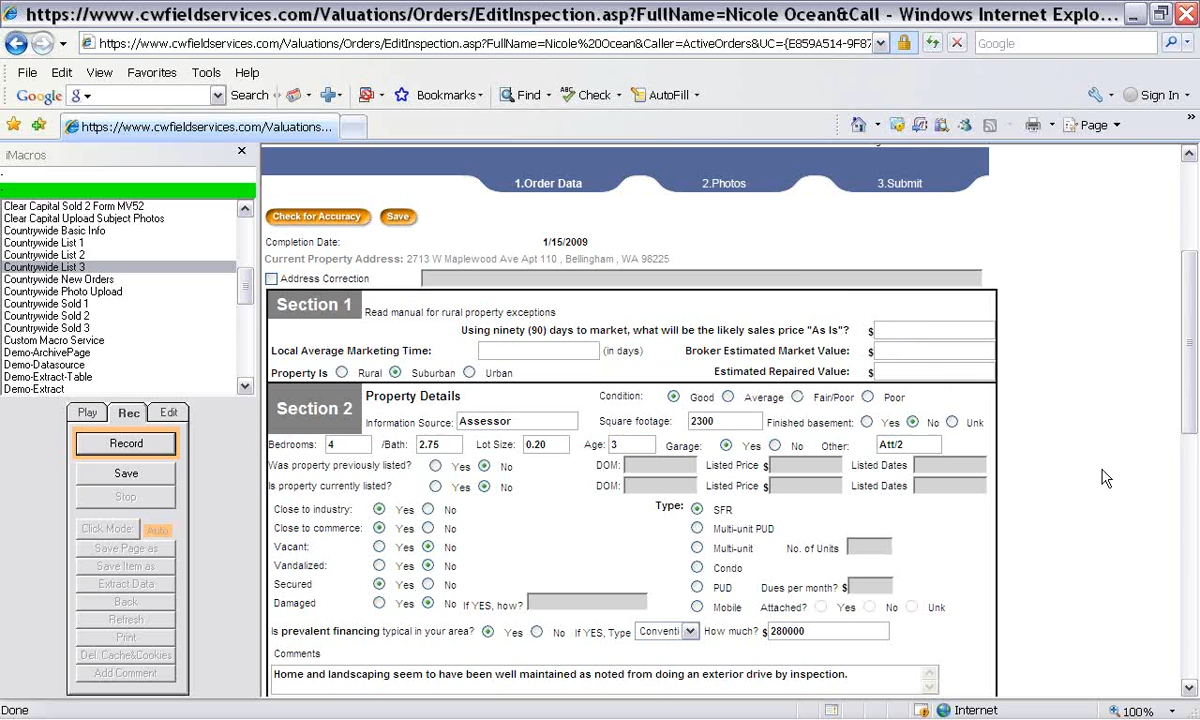 https://www.cwfieldservices.com/Valuations/Orders/EditInspection.asp?FullName=Nicole Ocean&Call - Windows Internet Explo...
https://www.cwfieldservices.com/Valuations/Orders/EditInspection.asp?FullName=Nicole%20Ocean&Caller=ActiveOrders&UC={E859A514-9F87
Google
File Edit View Favorites Tools Help
Google g Search Bookmarks Find Check AutoFill Sign In
https://www.cwfieldservices.com/Valuations... Page
iMacros
Clear Capital Sold 2 Form MV52
Clear Capital Upload Subject Photos
Countrywide Basic Info
Countrywide List 1
Countrywide List 2
Countrywide List 3
Countrywide New Orders
Countrywide Photo Upload
Countrywide Sold 1
Countrywide Sold 2
Countrywide Sold 3
Custom Macro Service
Demo-ArchivePage
Demo-Datasource
Demo-Extract-Table
Demo-Extract
Play Rec Edit
Record
Save
Stop
Click Mode: Auto
Save Page as
Save Item as
Extract Data
Back
Refresh
Print
Del. Cache&Cookies
Add Comment
1.Order Data 2.Photos 3.Submit
Check for Accuracy Save
Completion Date: 1/15/2009
Current Property Address: 2713 W Maplewood Ave Apt 110 , Bellingham , WA 98225
Address Correction
Section 1 Read manual for rural property exceptions
Using ninety (90) days to market, what will be the likely sales price "As Is"? $
Local Average Marketing Time: (in days) Broker Estimated Market Value: $
Property Is Rural Suburban Urban Estimated Repaired Value: $
Section 2 Property Details Condition: Good Average Fair/Poor Poor
Information Source: Assessor Square footage: 2300 Finished basement: Yes No Unk
Bedrooms: 4 /Bath: 2.75 Lot Size: 0.20 Age: 3 Garage: Yes No Other: Att/2
Was property previously listed? Yes No DOM: Listed Price $ Listed Dates
Is property currently listed? Yes No DOM: Listed Price $ Listed Dates
Close to industry: Yes No Type: SFR
Close to commerce: Yes No Multi-unit PUD
Vacant: Yes No Multi-unit No. of Units
Vandalized: Yes No Condo
Secured Yes No PUD Dues per month? $
Damaged Yes No If YES, how? Mobile Attached? Yes No Unk
Is prevalent financing typical in your area? Yes No If YES, Type Conventi How much? $ 280000
Comments
Home and landscaping seem to have been well maintained as noted from doing an exterior drive by inspection.
Done Internet 100%